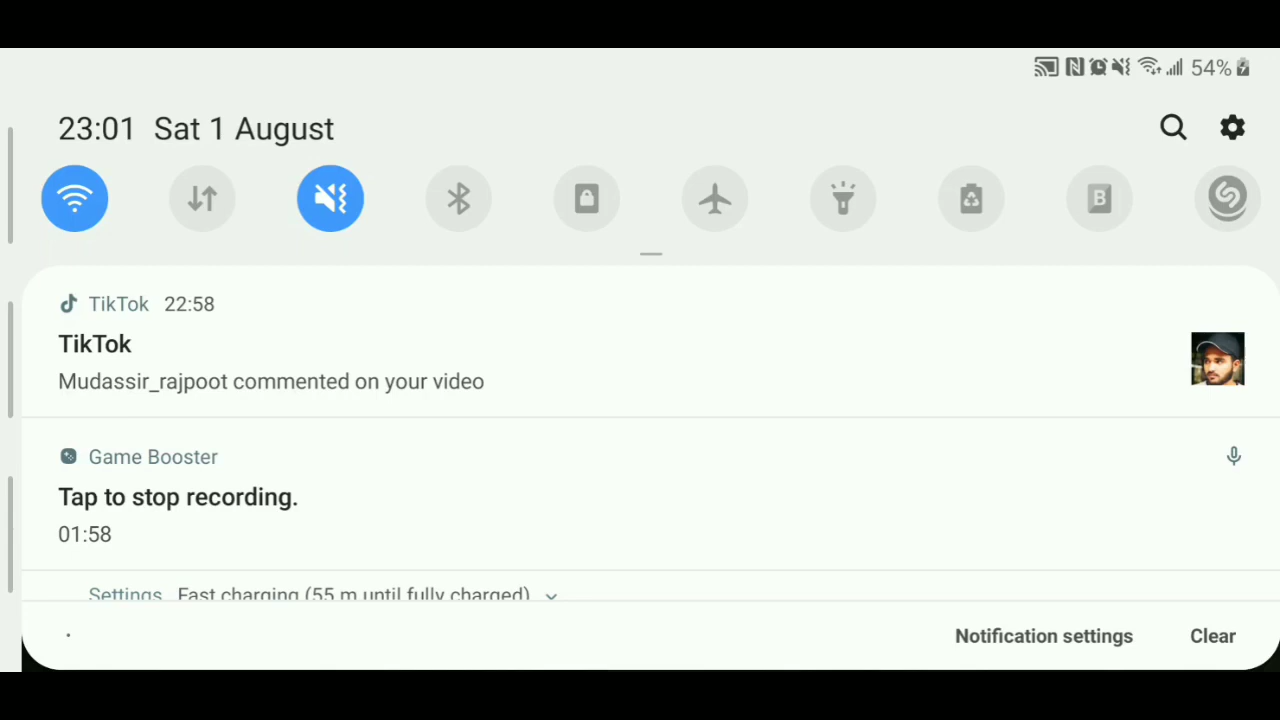 54%
23:01 Sat 1 August
B
TikTok 22:58
TikTok
Mudassir_rajpoot commented on your video
Game Booster
Tap to stop recording.
01:58
Settings Fast charging (55 m until fully charged)
Notification settings Clear